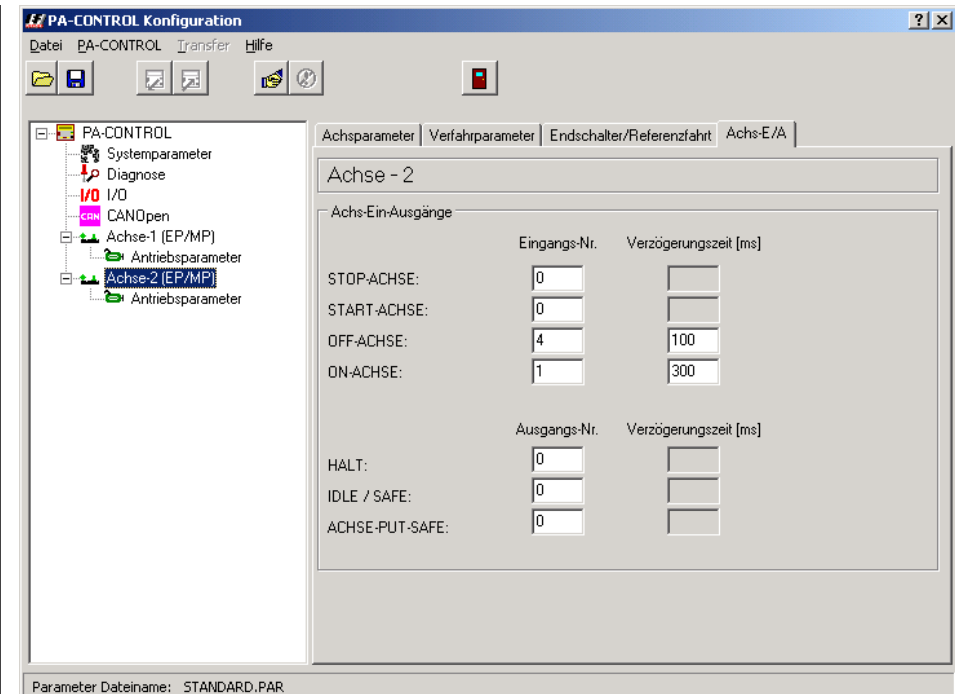 PA-CONTROL Konfiguration
Datei PA-CONTROL Transfer Hilfe
PA-CONTROL
Systemparameter
Diagnose
I/O I/O
CAN CANOpen
Achse-1 (EP/MP)
Antriebsparameter
Achse-2 (EP/MP)
Antriebsparameter
Achsparameter Verfahrparameter Endschalter/Referenzfahrt Achs-E/A
Achse - 2
Achs-Ein-Ausgänge
Eingangs-Nr. Verzögerungszeit [ms]
STOP-ACHSE: 0
START-ACHSE: 0
OFF-ACHSE: 4 100
ON-ACHSE: 1 300
Ausgangs-Nr. Verzögerungszeit [ms]
HALT: 0
IDLE / SAFE: 0
ACHSE-PUT-SAFE: 0
Parameter Dateiname: STANDARD.PAR